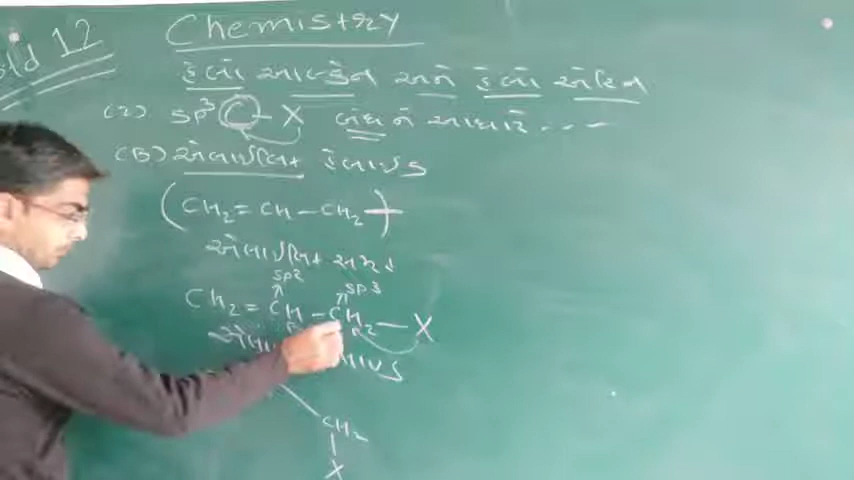 Std 12
Chemistry
હેલો આલ્કેન અને હેલો એરિન
(2) sp³ C – X બંધ ને આધારે ...
(B) એલાઈલિક હેલાઈડ
(CH₂ = CH – CH₂ )
એલાઈલિક સમૂહ
sp2 sp3
CH₂ = CH – CH₂ – X
CH₂
X